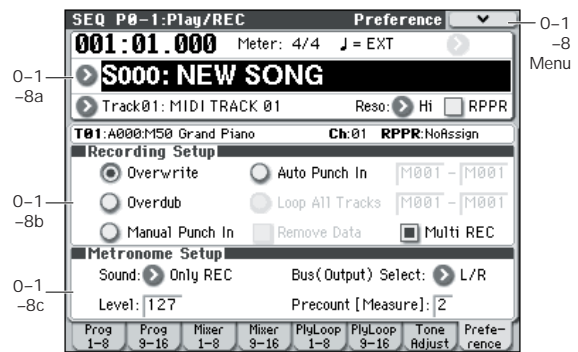 SEQ P0-1:Play/REC Preference
0–1
–8
Menu
001:01.000 Meter: 4/4 ♩= EXT
0–1
–8a
S000: NEW SONG
Track01: MIDI TRACK 01 Reso: Hi RPPR
T01:A000:M50 Grand Piano Ch:01 RPPR:NoAssign
Recording Setup
Overwrite Auto Punch In M001 - M001
0–1
–8b
Overdub Loop All Tracks M001 - M001
Manual Punch In Remove Data Multi REC
Metronome Setup
0–1
–8c
Sound: Only REC Bus(Output) Select: L/R
Level: 127 Precount [Measure]: 2
Prog 1-8 Prog 9-16 Mixer 1-8 Mixer 9-16 PlyLoop 1-8 PlyLoop 9-16 Tone Adjust Prefe-rence